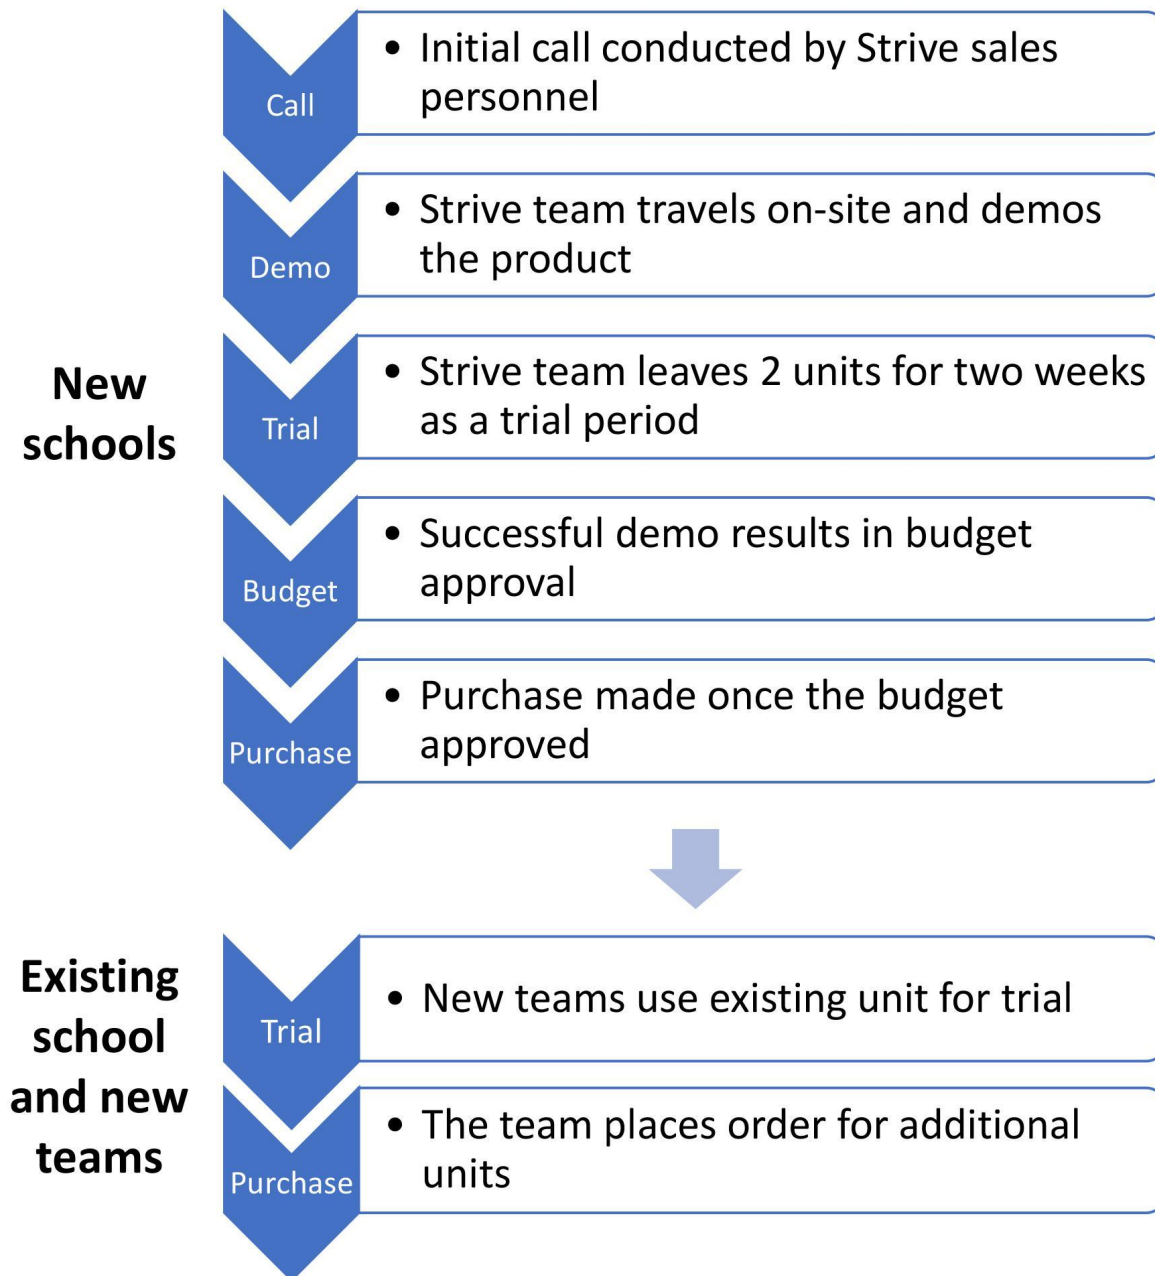 Call
• Initial call conducted by Strive sales
personnel
Demo
• Strive team travels on-site and demos
the product
New
schools
Trial
• Strive team leaves 2 units for two weeks
as a trial period
Budget
• Successful demo results in budget
approval
Purchase
• Purchase made once the budget
approved
Existing
school
and new
teams
Trial
• New teams use existing unit for trial
Purchase
• The team places order for additional
units